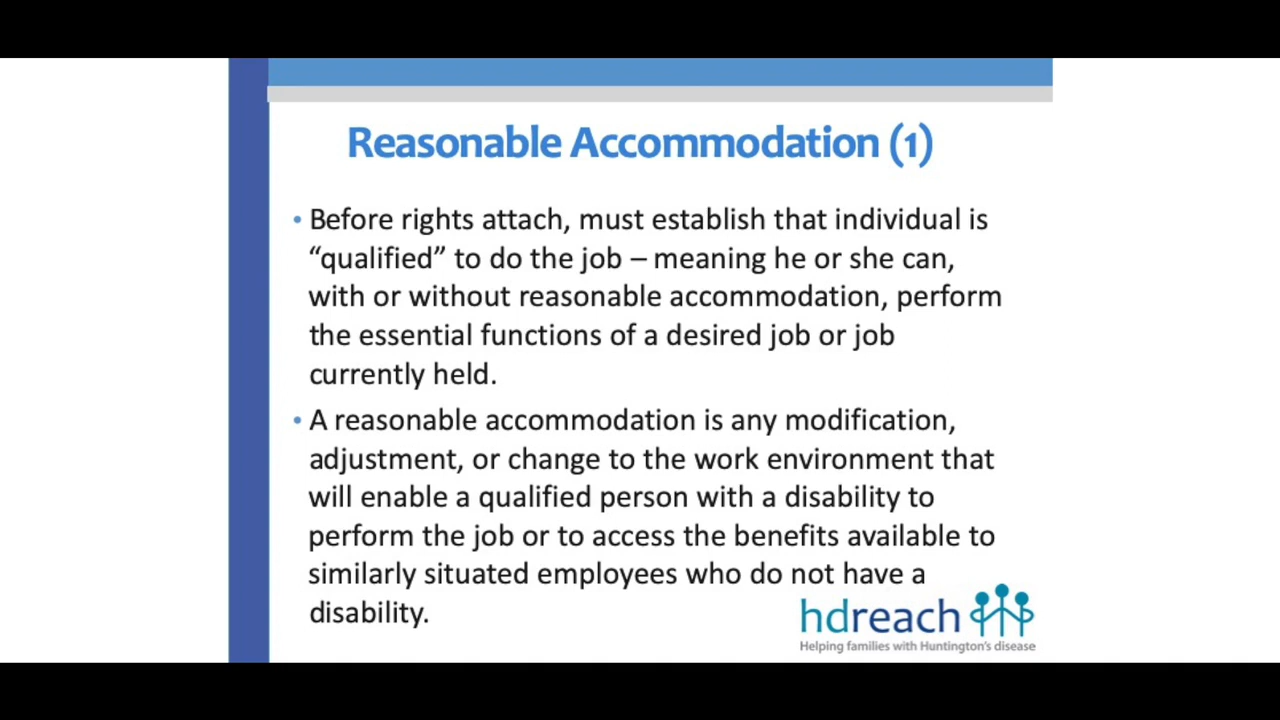 Reasonable Accommodation (1)
• Before rights attach, must establish that individual is
“qualified” to do the job – meaning he or she can,
with or without reasonable accommodation, perform
the essential functions of a desired job or job
currently held.
• A reasonable accommodation is any modification,
adjustment, or change to the work environment that
will enable a qualified person with a disability to
perform the job or to access the benefits available to
similarly situated employees who do not have a
disability.
hdreach
Helping families with Huntington's disease